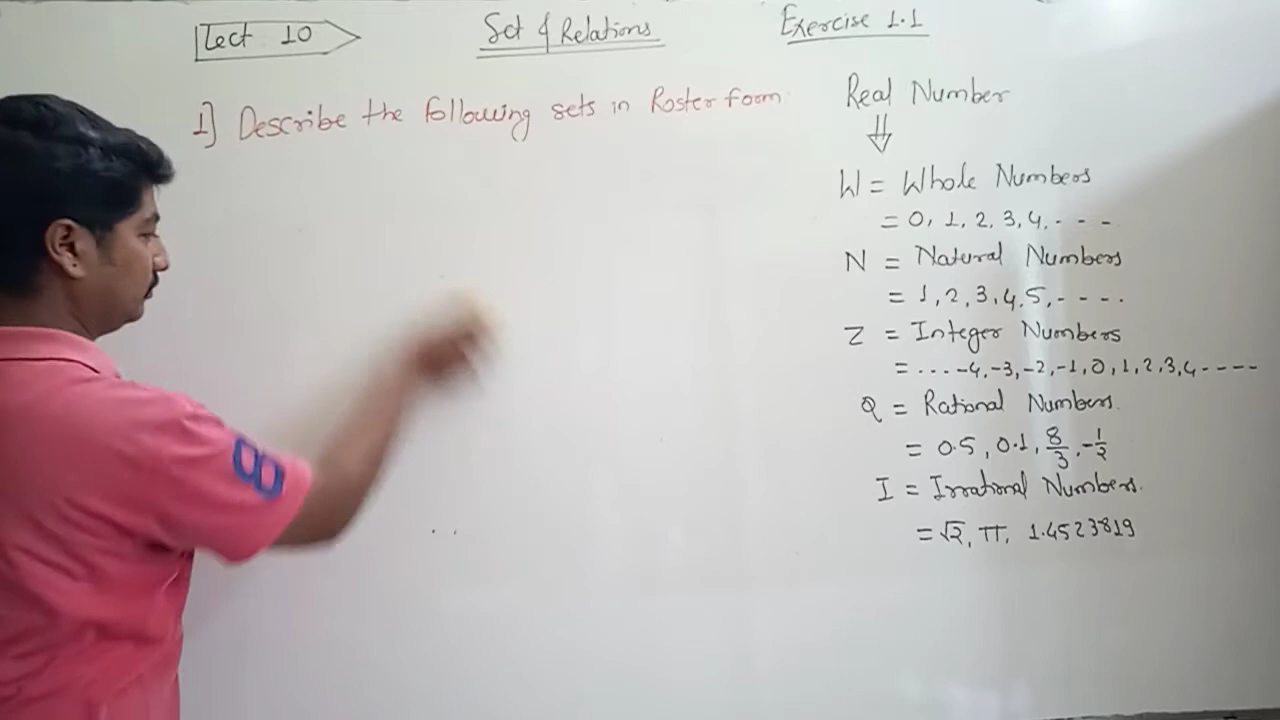 Lect 10
Set & Relations
Exercise 1.1
1] Describe the following sets in Roster form.
Real Number
⇓
W = Whole Numbers
= 0, 1, 2, 3, 4, - - -
N = Natural Numbers
= 1, 2, 3, 4, 5, - - - -
Z = Integer Numbers
= .... -4, -3, -2, -1, 0, 1, 2, 3, 4 - - - -
Q = Rational Numbers.
= 0.5, 0.1, 8/3, -1/2
I = Irrational Numbers.
= √2, π, 1.4523819
8